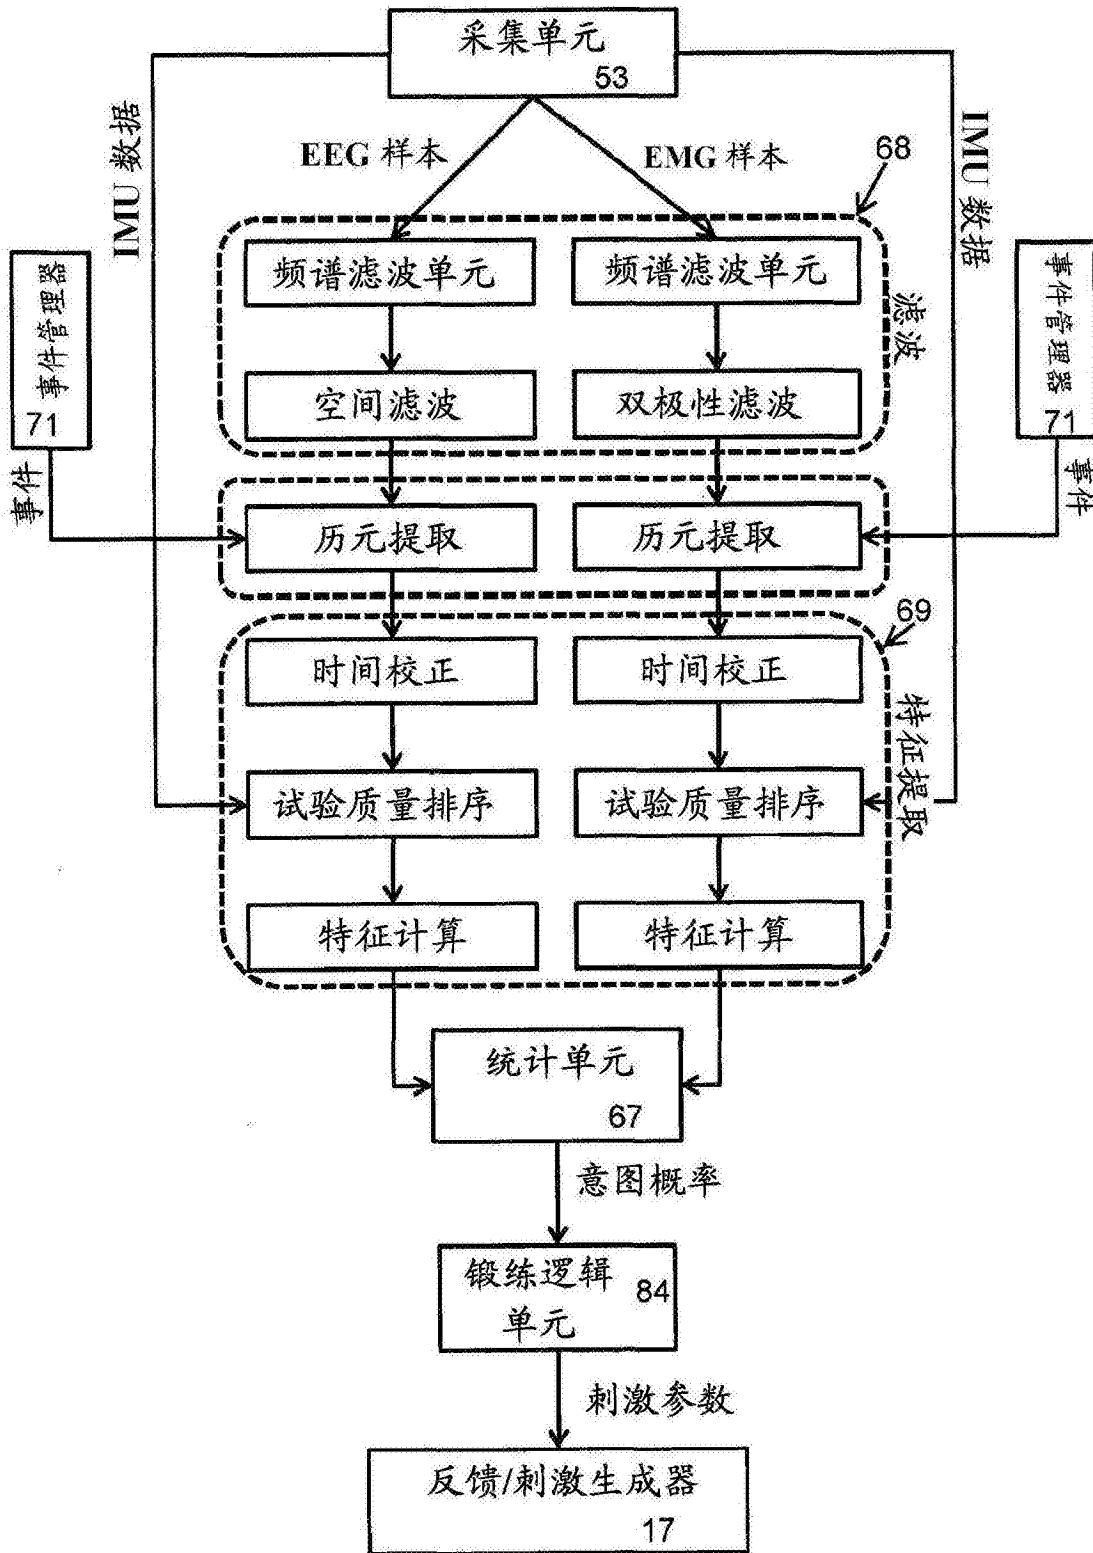 采集单元
53
IMU 数据
EEG 样本
EMG 样本
IMU 数据
68
频谱滤波单元
频谱滤波单元
滤波
事件管理器
71
事件管理器
71
空间滤波
双极性滤波
事件
事件
历元提取
历元提取
69
时间校正
时间校正
特征提取
试验质量排序
试验质量排序
特征计算
特征计算
统计单元
67
意图概率
锻练逻辑
单元
84
刺激参数
反馈/刺激生成器
17